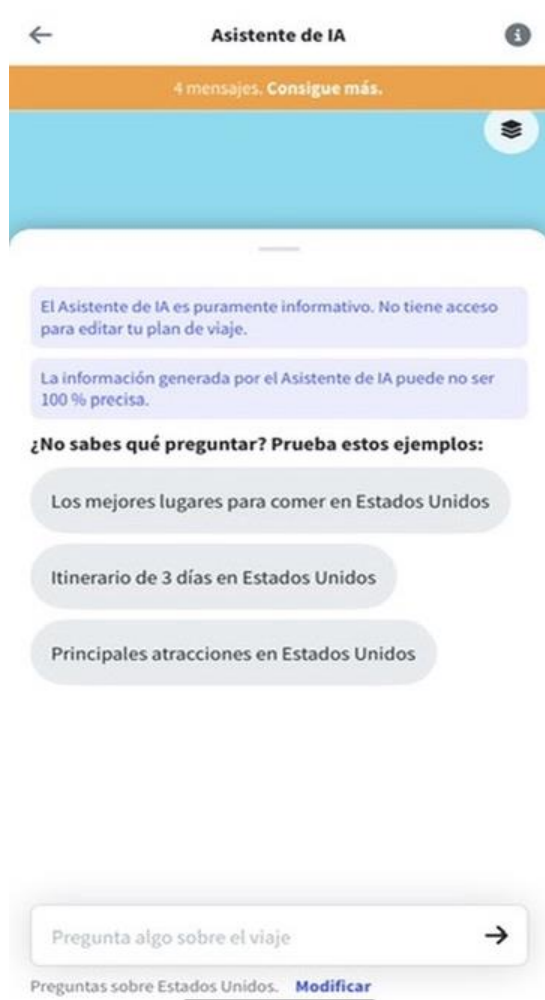 Asistente de IA
4 mensajes. Consigue más.
El Asistente de IA es puramente informativo. No tiene acceso
para editar tu plan de viaje.
La información generada por el Asistente de IA puede no ser
100 % precisa.
¿No sabes qué preguntar? Prueba estos ejemplos:
Los mejores lugares para comer en Estados Unidos
Itinerario de 3 días en Estados Unidos
Principales atracciones en Estados Unidos
Pregunta algo sobre el viaje
Preguntas sobre Estados Unidos. Modificar